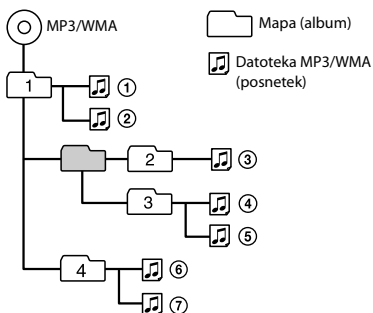 MP3/WMA
Mapa (album)
Datoteka MP3/WMA
(posnetek)
1
①
②
2
③
3
④
⑤
4
⑥
⑦